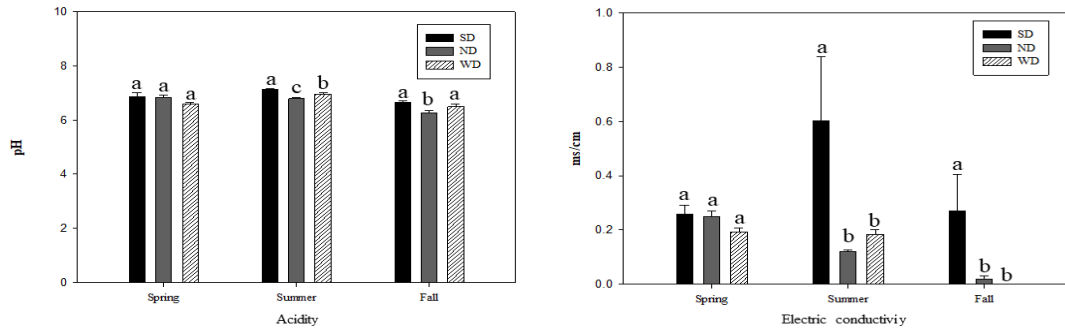 10
8
6
4
2
0
pH
SD
ND
WD
a a a
a c b
a b a
Spring Summer Fall
Acidity
1.0
0.8
0.6
0.4
0.2
0.0
ms/cm
SD
ND
WD
a a a
a b b
a b b
Spring Summer Fall
Electric conductiviy